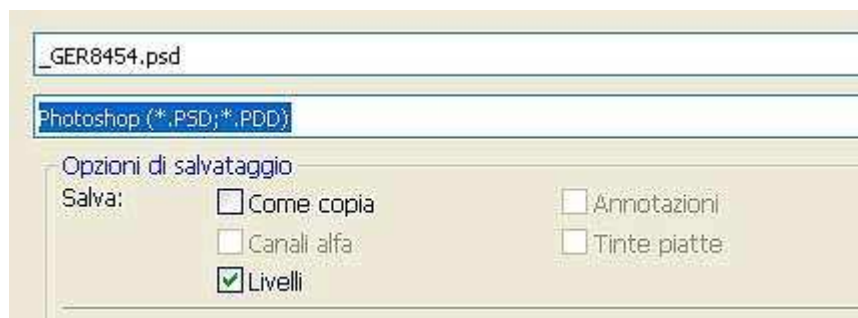 _GER8454.psd
Photoshop (*.PSD;*.PDD)
Opzioni di salvataggio
Salva: Come copia Annotazioni
Canali alfa Tinte piatte
Livelli